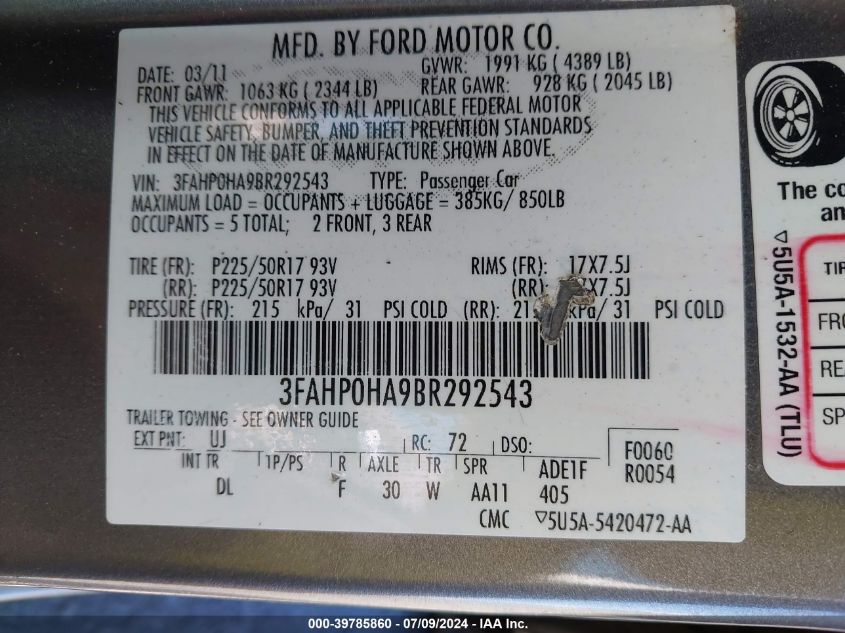 MFD. BY FORD MOTOR CO.
DATE: 03/11 GVWR: 1991 KG ( 4389 LB)
FRONT GAWR: 1063 KG ( 2344 LB) REAR GAWR: 928 KG ( 2045 LB)
THIS VEHICLE CONFORMS TO ALL APPLICABLE FEDERAL MOTOR
VEHICLE SAFETY, BUMPER, AND THEFT PREVENTION STANDARDS
IN EFFECT ON THE DATE OF MANUFACTURE SHOWN ABOVE.
VIN: 3FAHP0HA9BR292543 TYPE: Passenger Car
MAXIMUM LOAD = OCCUPANTS + LUGGAGE = 385KG/ 850LB
OCCUPANTS = 5 TOTAL; 2 FRONT, 3 REAR
TIRE (FR): P225/50R17 93V RIMS (FR): 17X7.5J
(RR): P225/50R17 93V (RR) X7.5J
PRESSURE (FR): 215 kPa/ 31 PSI COLD (RR): 21 kPa/ 31 PSI COLD
3FAHP0HA9BR292543
TRAILER TOWING - SEE OWNER GUIDE
EXT PNT: UJ RC: 72 DSO: F0060
INT TR 1P/PS R AXLE TR SPR ADE1F R0054
DL F 30 W AA11 405
CMC ▽5U5A-5420472-AA
The co
an
TIR
FRO
REA
SP
▽5U5A-1532-AA (TLU)
000-39785860 - 07/09/2024 - IAA Inc.